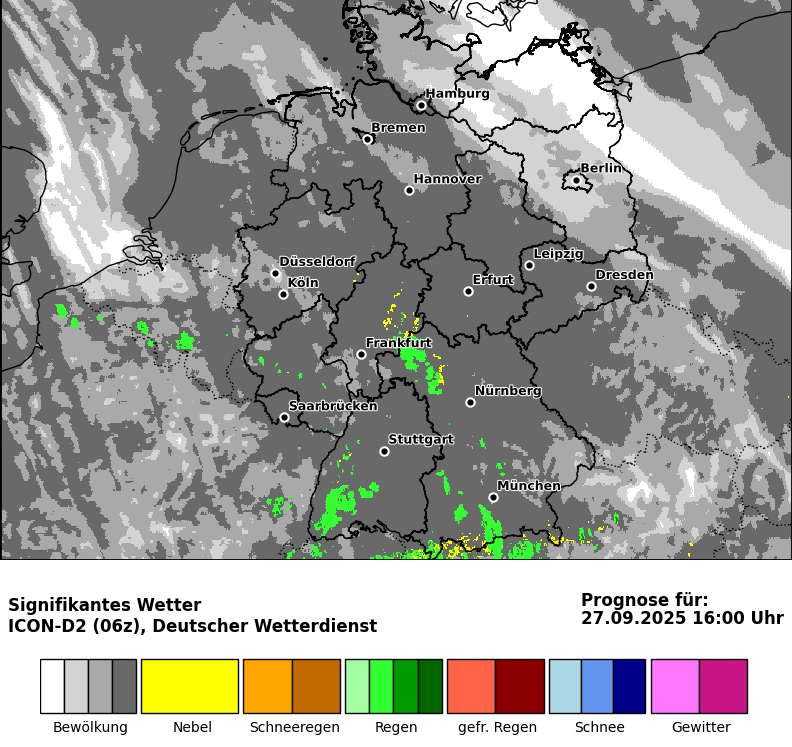 Hamburg
Bremen
Berlin
Hannover
Leipzig
Düsseldorf
Dresden
Köln
Erfurt
Frankfurt
Nürnberg
Saarbrücken
Stuttgart
München
Signifikantes Wetter
ICON-D2 (06z), Deutscher Wetterdienst
Prognose für:
27.09.2025 16:00 Uhr
Bewölkung Nebel Schneeregen Regen gefr. Regen Schnee Gewitter